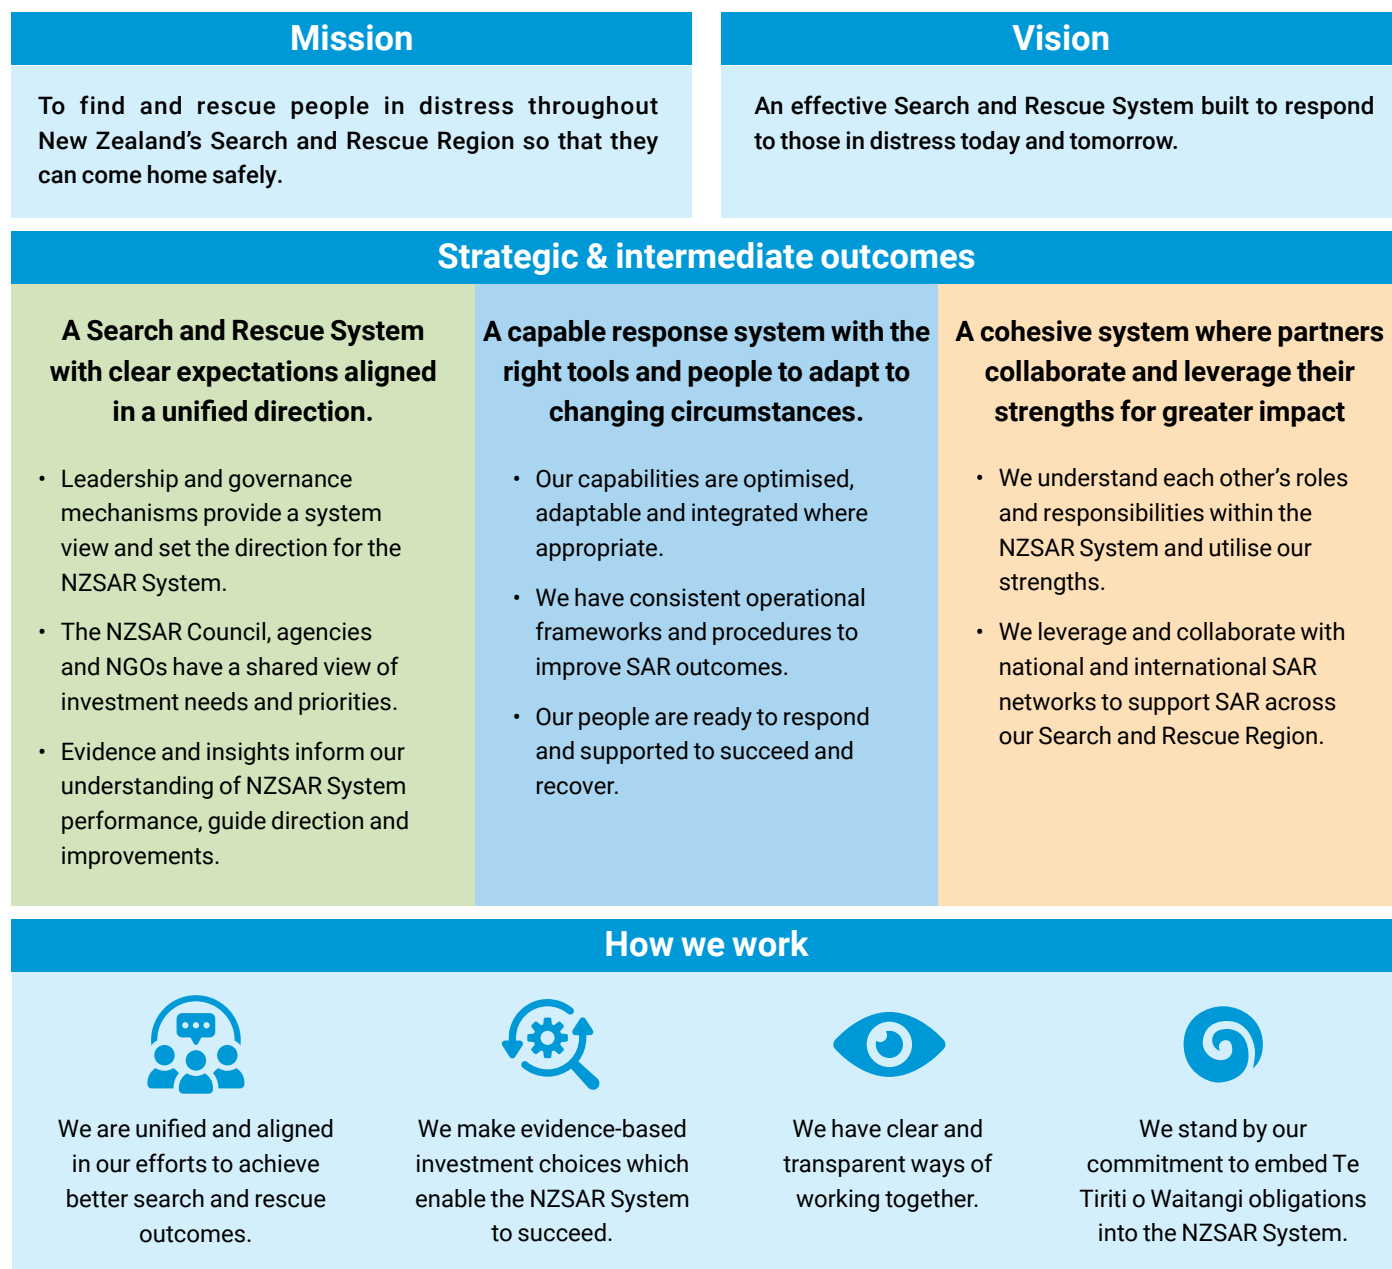 Mission
To find and rescue people in distress throughout
New Zealand's Search and Rescue Region so that they
can come home safely.
Vision
An effective Search and Rescue System built to respond
to those in distress today and tomorrow.
Strategic & intermediate outcomes
A Search and Rescue System
with clear expectations aligned
in a unified direction.
• Leadership and governance
mechanisms provide a system
view and set the direction for the
NZSAR System.
• The NZSAR Council, agencies
and NGOs have a shared view of
investment needs and priorities.
• Evidence and insights inform our
understanding of NZSAR System
performance, guide direction and
improvements.
A capable response system with the
right tools and people to adapt to
changing circumstances.
• Our capabilities are optimised,
adaptable and integrated where
appropriate.
• We have consistent operational
frameworks and procedures to
improve SAR outcomes.
• Our people are ready to respond
and supported to succeed and
recover.
A cohesive system where partners
collaborate and leverage their
strengths for greater impact
• We understand each other's roles
and responsibilities within the
NZSAR System and utilise our
strengths.
• We leverage and collaborate with
national and international SAR
networks to support SAR across
our Search and Rescue Region.
How we work
We are unified and aligned
in our efforts to achieve
better search and rescue
outcomes.
We make evidence-based
investment choices which
enable the NZSAR System
to succeed.
We have clear and
transparent ways of
working together.
We stand by our
commitment to embed Te
Tiriti o Waitangi obligations
into the NZSAR System.